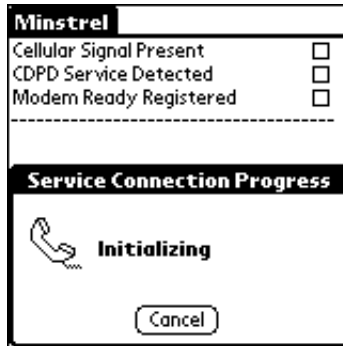 Minstrel
Cellular Signal Present
CDPD Service Detected
Modem Ready Registered
Service Connection Progress
Initializing
Cancel